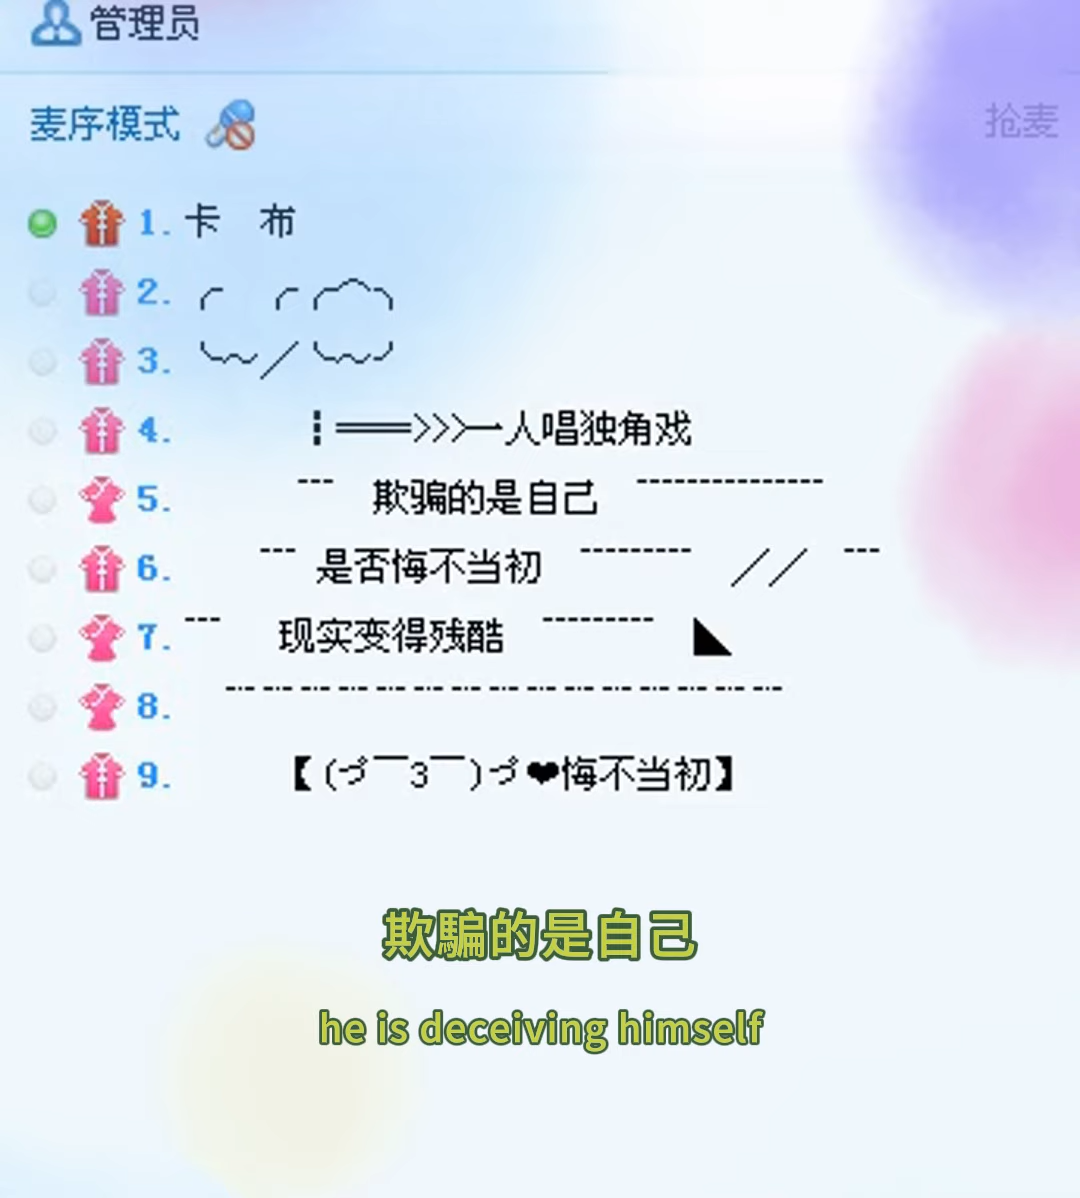 管理员
麦序模式 抢麦
1. 卡 布
2.
3.
4. 一人唱独角戏
5. 欺骗的是自己
6. 是否悔不当初
7. 现实变得残酷
8.
9. 【(づ￣3￣)づ❤悔不当初】
欺騙的是自己
he is deceiving himself